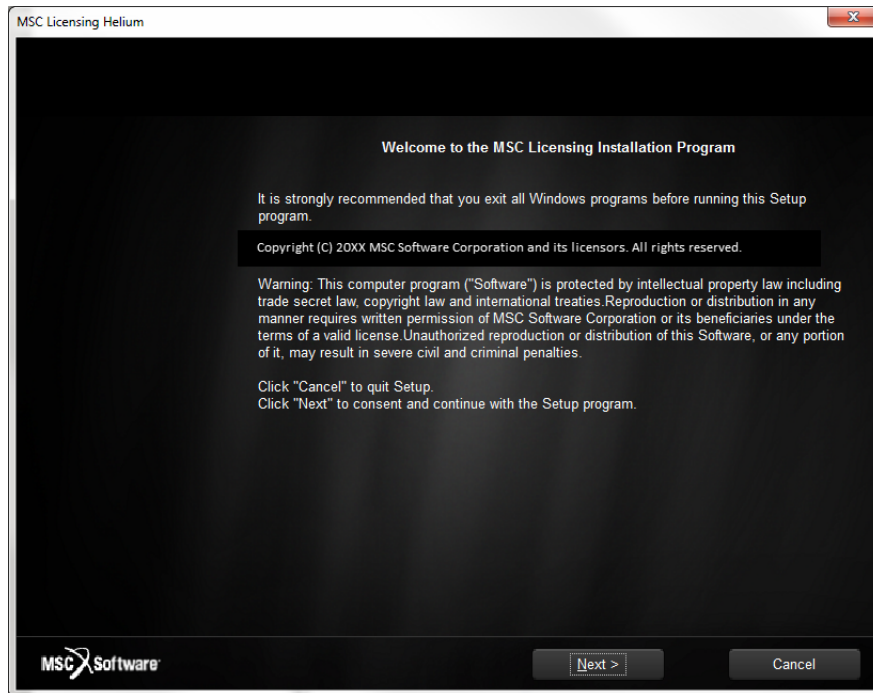 MSC Licensing Helium
Welcome to the MSC Licensing Installation Program
It is strongly recommended that you exit all Windows programs before running this Setup
program.
Copyright (C) 20XX MSC Software Corporation and its licensors. All rights reserved.
Warning: This computer program ("Software") is protected by intellectual property law including
trade secret law, copyright law and international treaties.Reproduction or distribution in any
manner requires written permission of MSC Software Corporation or its beneficiaries under the
terms of a valid license.Unauthorized reproduction or distribution of this Software, or any portion
of it, may result in severe civil and criminal penalties.
Click "Cancel" to quit Setup.
Click "Next" to consent and continue with the Setup program.
MSC Software
Next >
Cancel